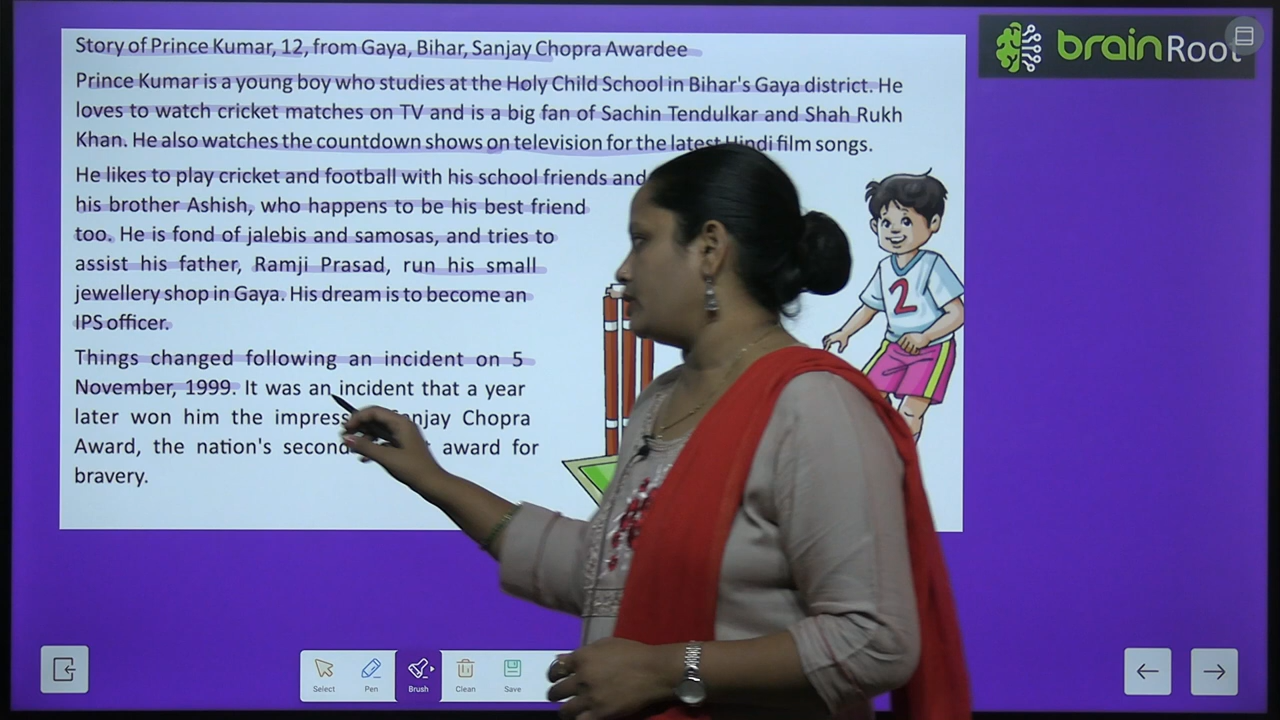 Story of Prince Kumar, 12, from Gaya, Bihar, Sanjay Chopra Awardee
Prince Kumar is a young boy who studies at the Holy Child School in Bihar's Gaya district. He
loves to watch cricket matches on TV and is a big fan of Sachin Tendulkar and Shah Rukh
Khan. He also watches the countdown shows on television for the latest Hindi film songs.
He likes to play cricket and football with his school friends and
his brother Ashish, who happens to be his best friend
too. He is fond of jalebis and samosas, and tries to
assist his father, Ramji Prasad, run his small
jewellery shop in Gaya. His dream is to become an
IPS officer.
Things changed following an incident on 5
November, 1999. It was an incident that a year
later won him the Chopra
Award, the nation's second award for
bravery.
2
brain Root
Select Pen Brush Clean Save